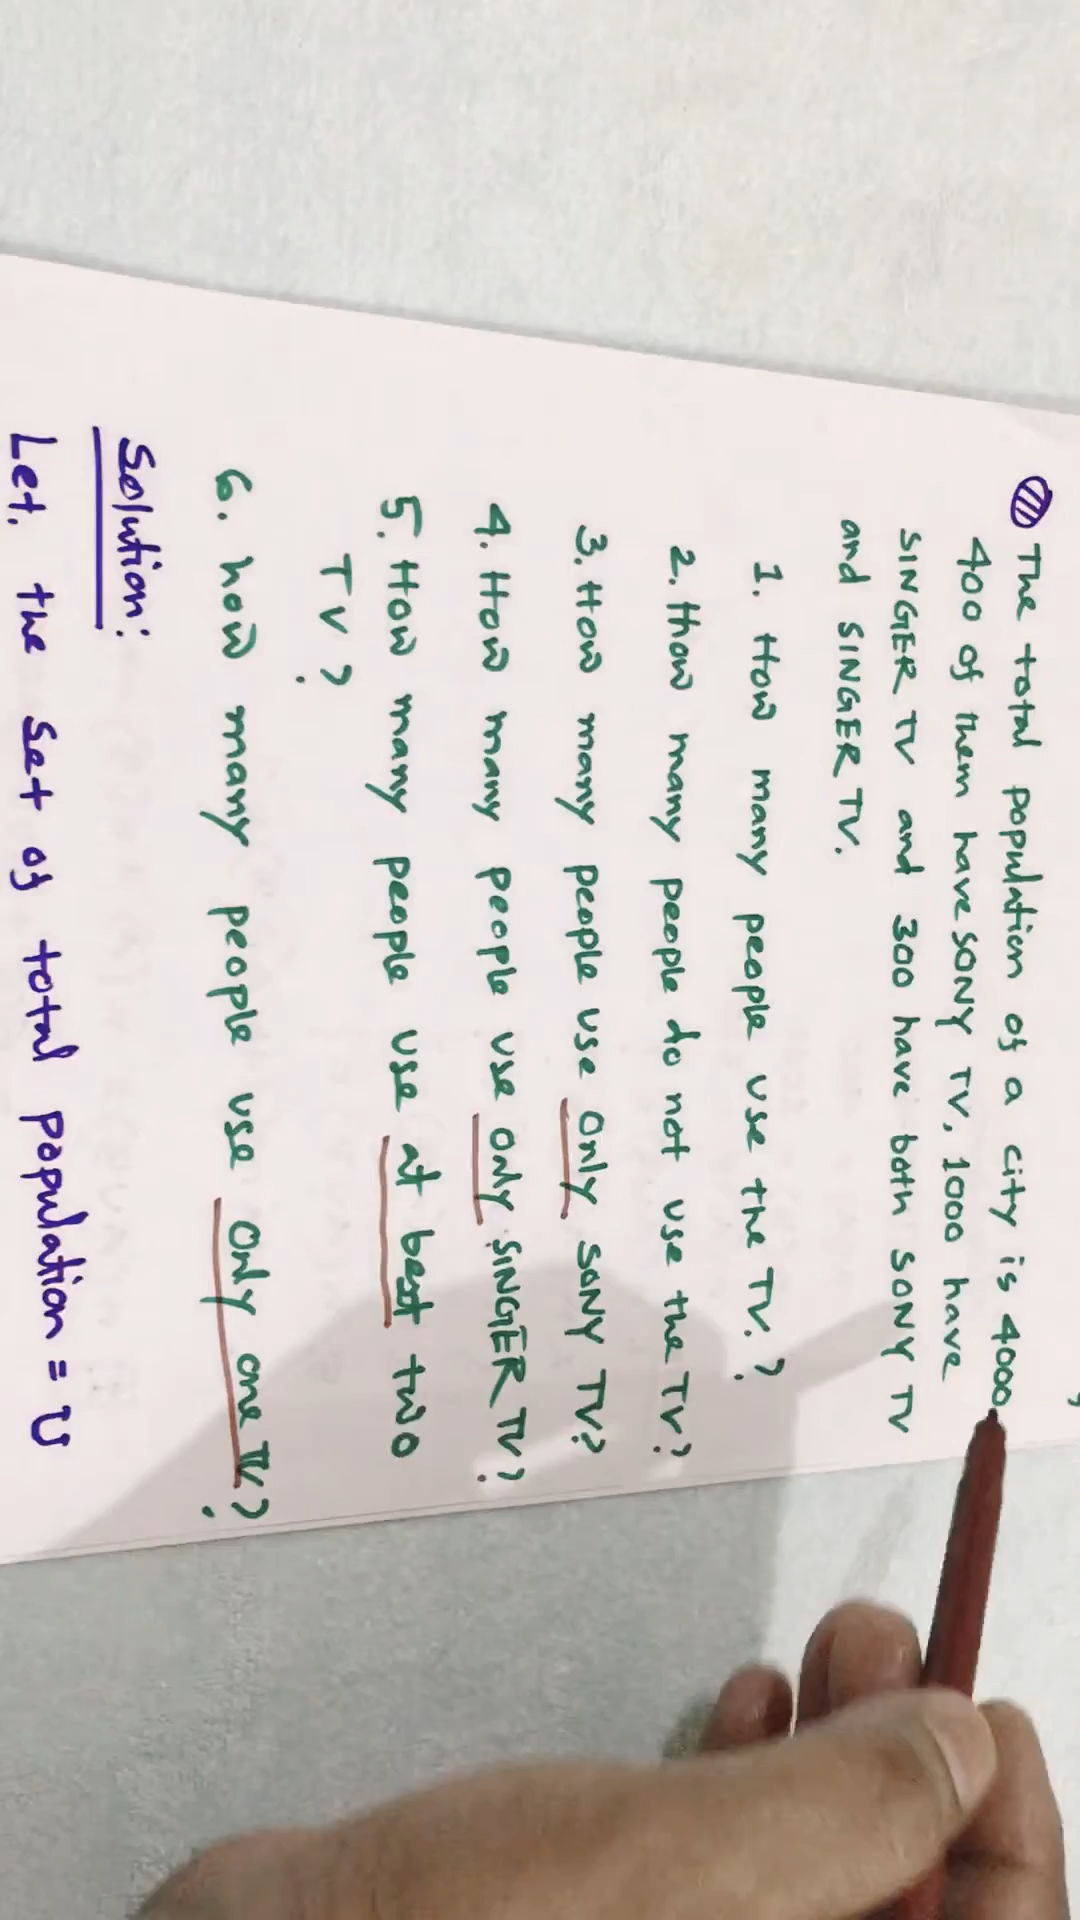 The total population of a city is 4000
400 of them have SONY TV, 1000 have
SINGER TV and 300 have both SONY TV
and SINGER TV.
1. How many people use the TV.?
2. How many people do not use the TV?
3. How many people use only SONY TV?
4. How many people use only SINGER TV?
5. How many people use at best two
TV?
6. how many people use only one TV?
Solution:
Let. the set of total population = U